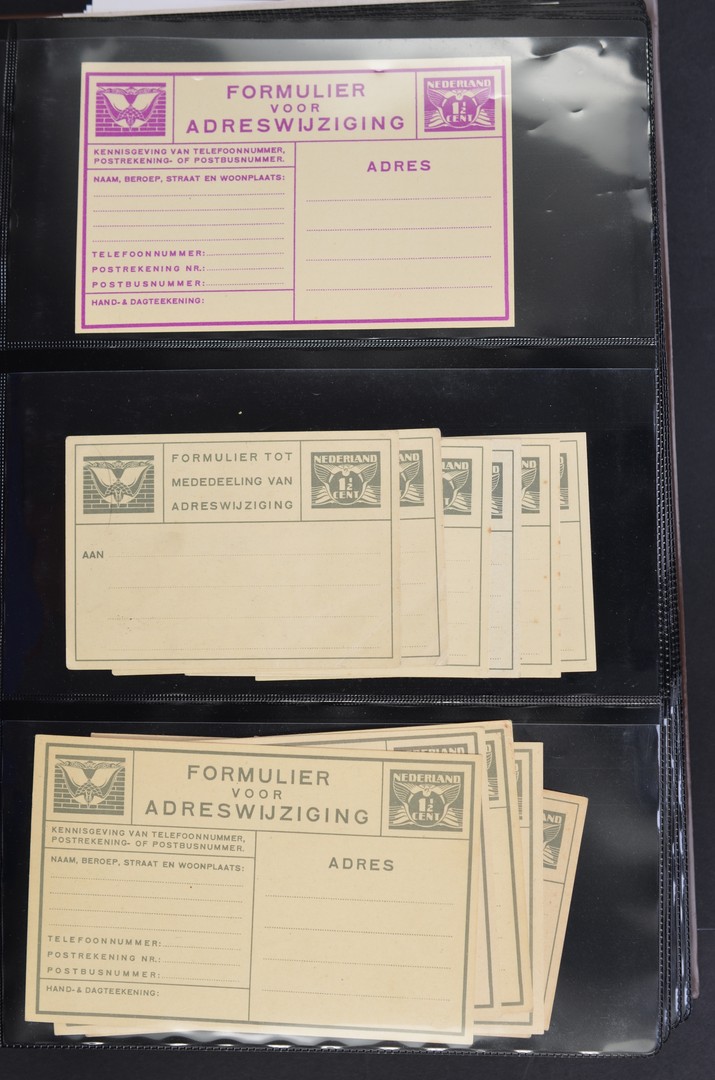 FORMULIER
VOOR
ADRESWIJZIGING
NEDERLAND
1½
CENT
KENNISGEVING VAN TELEFOONNUMMER,
POSTREKENING- OF POSTBUSNUMMER.
NAAM, BEROEP, STRAAT EN WOONPLAATS:
TELEFOONNUMMER:
POSTREKENING NR.:
POSTBUSNUMMER:
HAND- & DAGTEEKENING:
ADRES
FORMULIER TOT
MEDEDEELING VAN
ADRESWIJZIGING
NEDERLAND
1½
CENT
AAN
FORMULIER
VOOR
ADRESWIJZIGING
NEDERLAND
1½
CENT
KENNISGEVING VAN TELEFOONNUMMER,
POSTREKENING- OF POSTBUSNUMMER.
NAAM, BEROEP, STRAAT EN WOONPLAATS:
TELEFOONNUMMER:
POSTREKENING NR.:
POSTBUSNUMMER:
HAND- & DAGTEEKENING:
ADRES